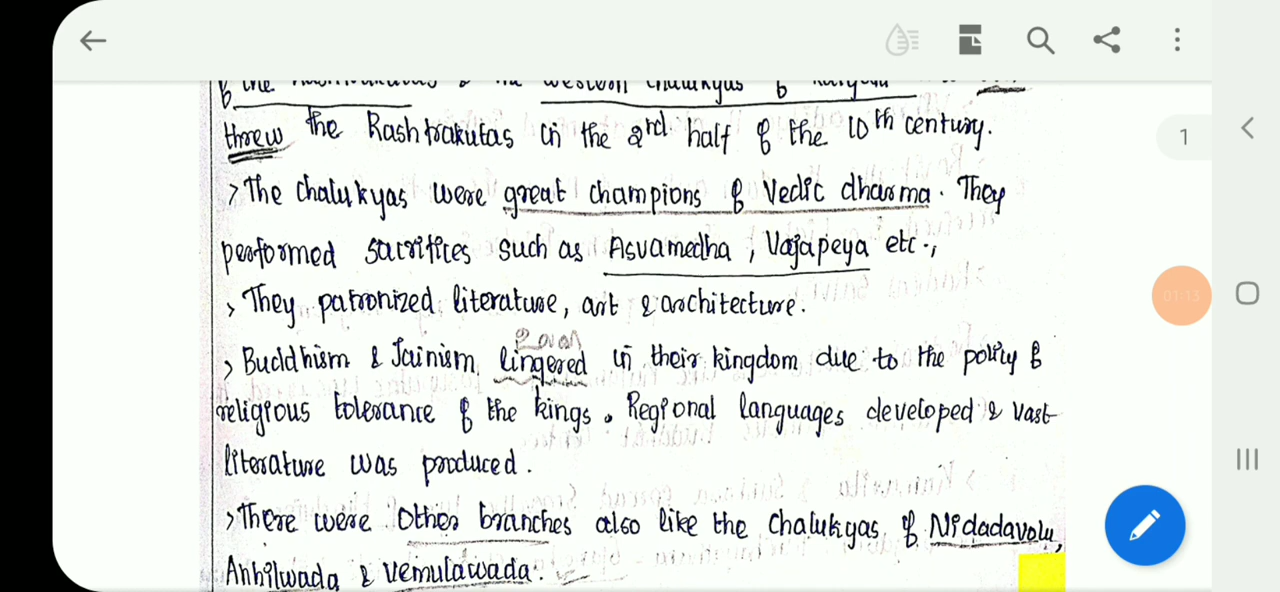 1
threw the Rashtrakutas in the 2nd half of the 10th century.
> The chalukyas were great champions of Vedic dharma. They
performed sacrifices such as Asvamedha, Vajapeya etc.,
> They patronized literature, art & architecture.
> Buddhism & Jainism lingered in their kingdom due to the policy of
religious tolerance of the kings. Regional languages developed & vast
literature was produced.
> There were other branches also like the chalukyas of Nidadavolu,
Anhilwada & Vemulawada.
01:13